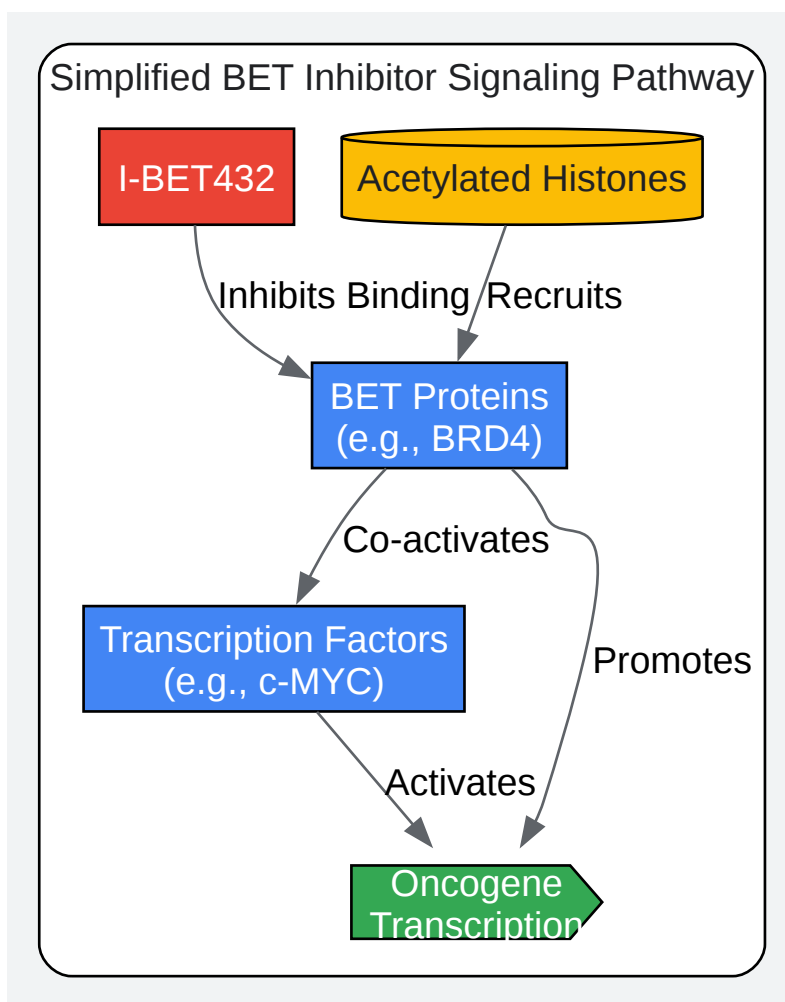 Simplified BET Inhibitor Signaling Pathway
I-BET432
Acetylated Histones
Inhibits Binding
Recruits
BET Proteins
(e.g., BRD4)
Co-activates
Transcription Factors
(e.g., c-MYC)
Promotes
Activates
Oncogene
Transcription